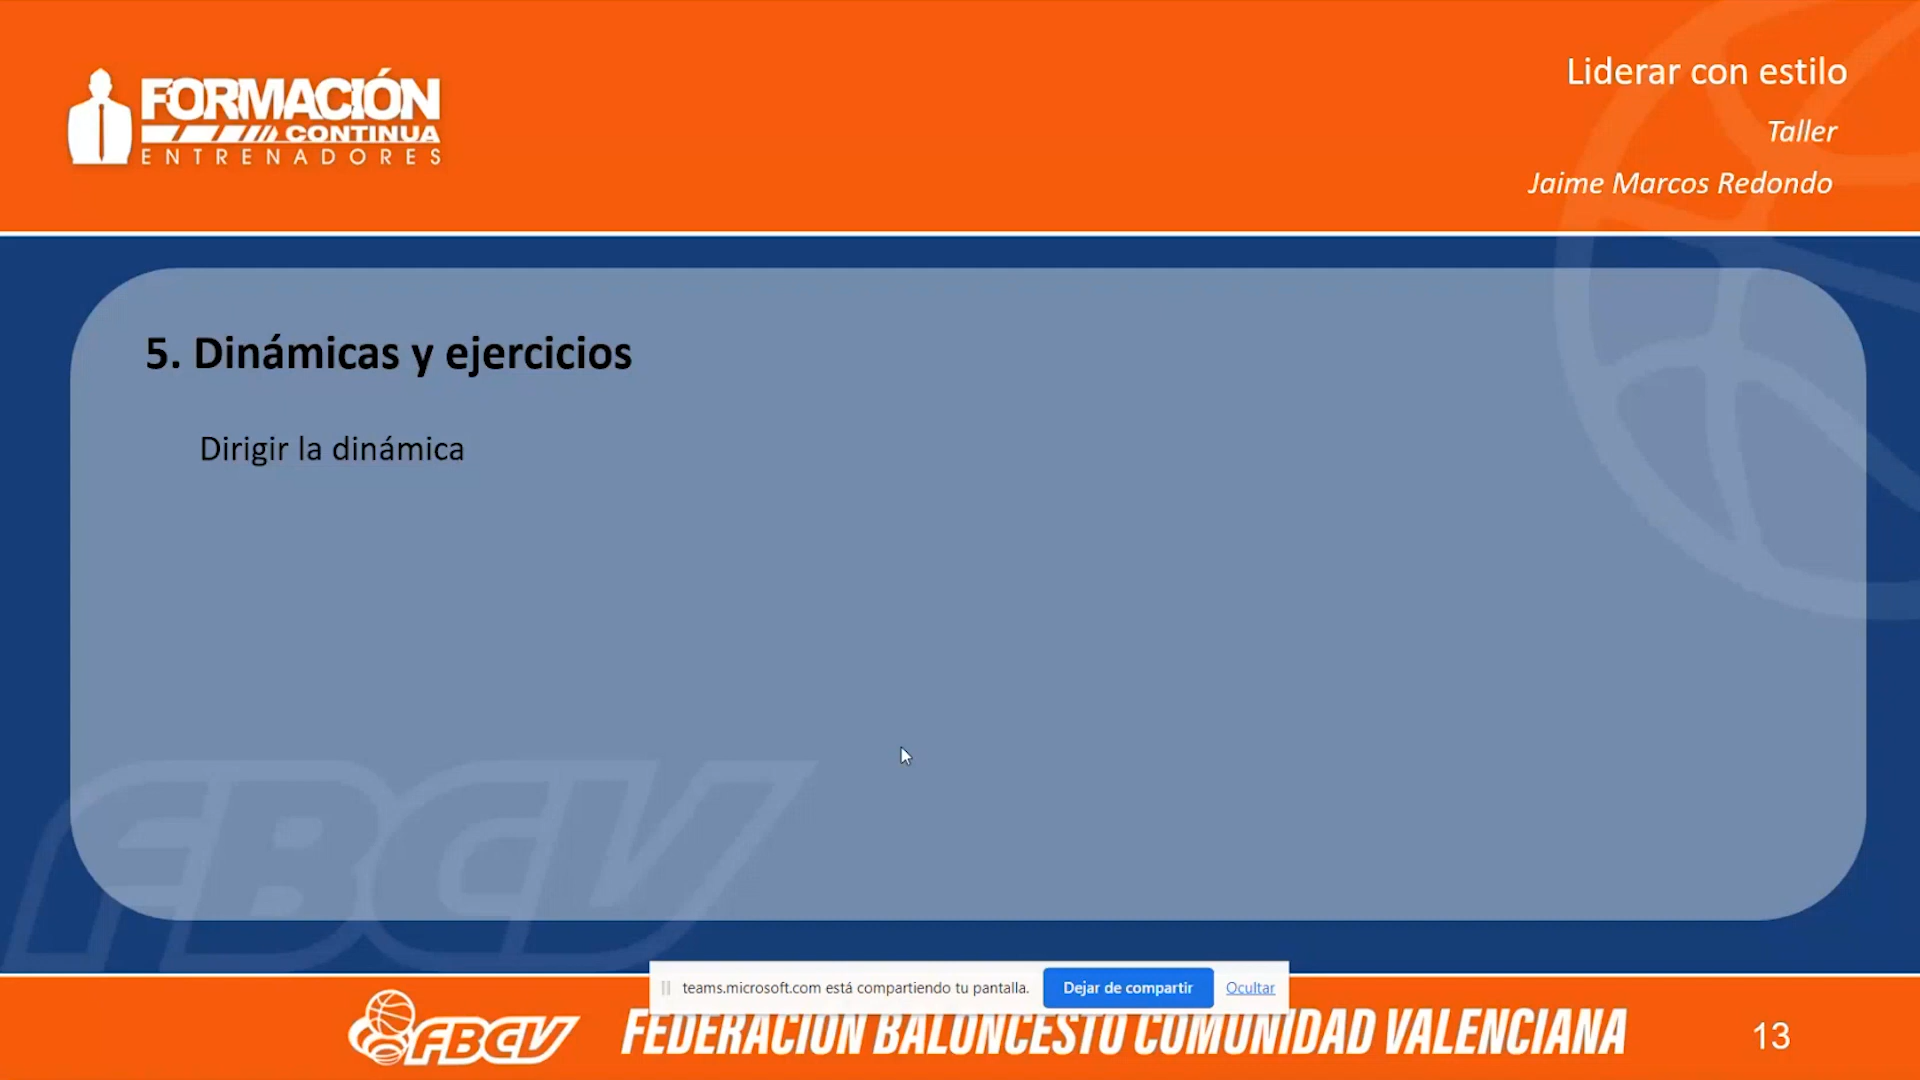 FORMACIÓN
CONTINUA
ENTRENADORES
Liderar con estilo
Taller
Jaime Marcos Redondo
5. Dinámicas y ejercicios
Dirigir la dinámica
FBCV
teams.microsoft.com está compartiendo tu pantalla.
Dejar de compartir
Ocultar
FBCV
FEDERACIÓN BALONCESTO COMUNIDAD VALENCIANA
13